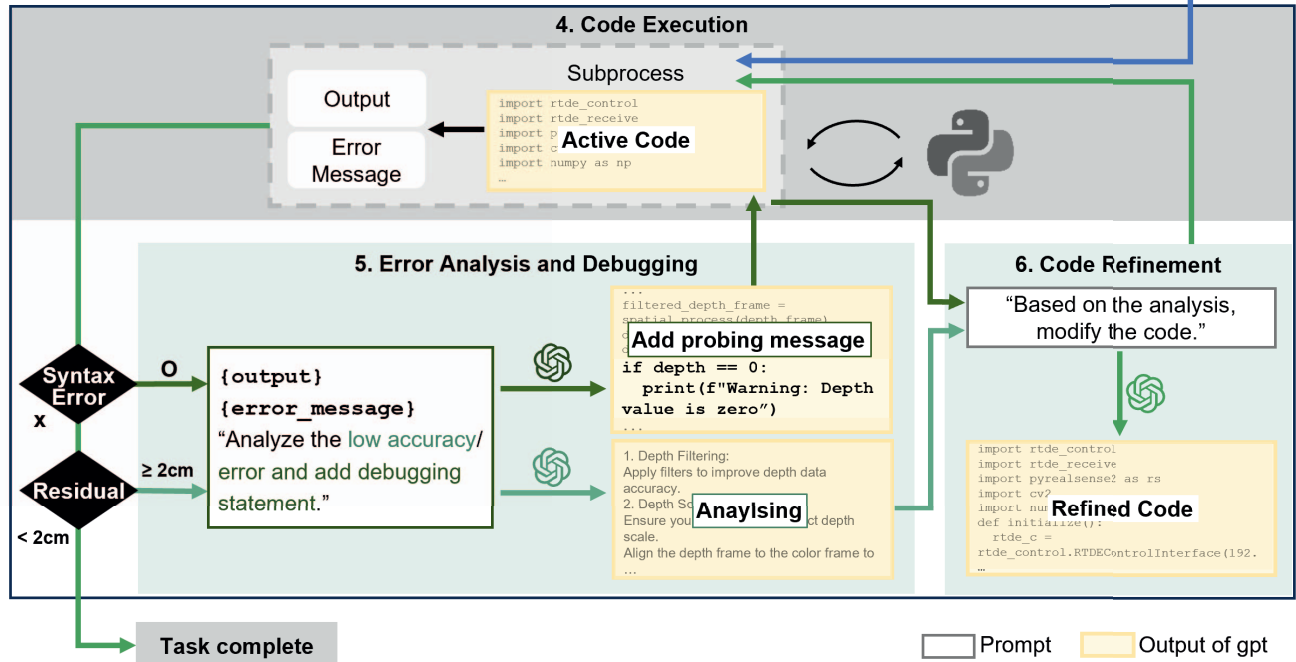 4. Code Execution
Subprocess
Output
Error
Message
import rtde_control
rtde_receive
import
Active Code
import
import numpy as np
…
5. Error Analysis and Debugging
6. Code Refinement
...
filtered_depth_frame =
spatial_process(depth_frame)
Add probing message
if depth == 0:
print(f"Warning: Depth
value is zero”)
...
“Based on the analysis,
modify the code.”
Syntax
Error
O
x
Residual
≥ 2cm
< 2cm
{output}
{error_message}
“Analyze the low accuracy/
error and add debugging
statement.”
1. Depth Filtering:
Apply filters to improve depth data
accuracy.
2. Depth
Anaylsing
Ensure depth
scale.
Align the depth frame to the color frame to
…
import rtde_control
import rtde_receive
import pyrealsense2 as rs
import cv2
import
Refined Code
def initialize():
rtde_c =
rtde_control.RTDEControlInterface(192.
…
Task complete
Prompt
Output of gpt